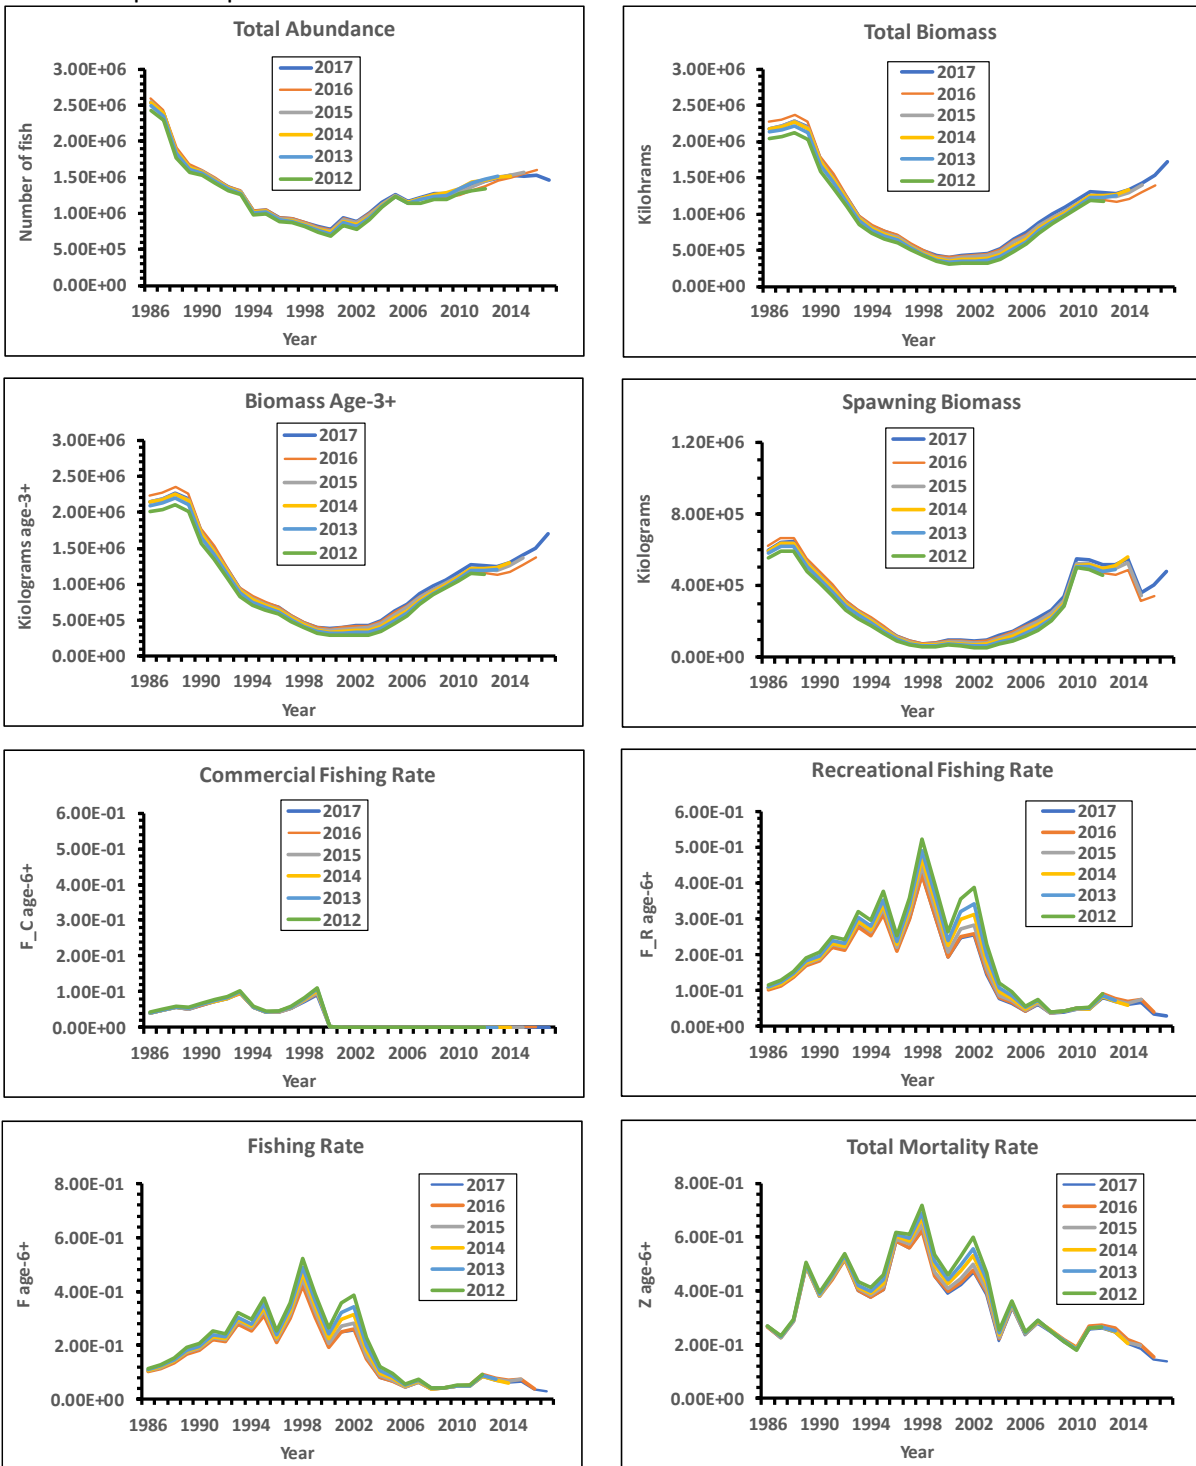 Total Abundance
Number of fish
3.00E+06
2.50E+06
2.00E+06
1.50E+06
1.00E+06
5.00E+05
0.00E+00
2017
2016
2015
2014
2013
2012
1986 1990 1994 1998 2002 2006 2010 2014
Year
Total Biomass
Kilohrams
3.00E+06
2.50E+06
2.00E+06
1.50E+06
1.00E+06
5.00E+05
0.00E+00
2017
2016
2015
2014
2013
2012
1986 1990 1994 1998 2002 2006 2010 2014
Year
Biomass Age-3+
Kiolograms age-3+
3.00E+06
2.50E+06
2.00E+06
1.50E+06
1.00E+06
5.00E+05
0.00E+00
2017
2016
2015
2014
2013
2012
1986 1990 1994 1998 2002 2006 2010 2014
Year
Spawning Biomass
Kiolograms
1.20E+06
8.00E+05
4.00E+05
0.00E+00
2017
2016
2015
2014
2013
2012
1986 1990 1994 1998 2002 2006 2010 2014
Year
Commercial Fishing Rate
F_C age-6+
6.00E-01
5.00E-01
4.00E-01
3.00E-01
2.00E-01
1.00E-01
0.00E+00
2017
2016
2015
2014
2013
2012
1986 1990 1994 1998 2002 2006 2010 2014
Year
Recreational Fishing Rate
F_R age-6+
6.00E-01
5.00E-01
4.00E-01
3.00E-01
2.00E-01
1.00E-01
0.00E+00
2017
2016
2015
2014
2013
2012
1986 1990 1994 1998 2002 2006 2010 2014
Year
Fishing Rate
F age-6+
8.00E-01
6.00E-01
4.00E-01
2.00E-01
0.00E+00
2017
2016
2015
2014
2013
2012
1986 1990 1994 1998 2002 2006 2010 2014
Year
Total Mortality Rate
Z age-6+
8.00E-01
6.00E-01
4.00E-01
2.00E-01
0.00E+00
2017
2016
2015
2014
2013
2012
1986 1990 1994 1998 2002 2006 2010 2014
Year